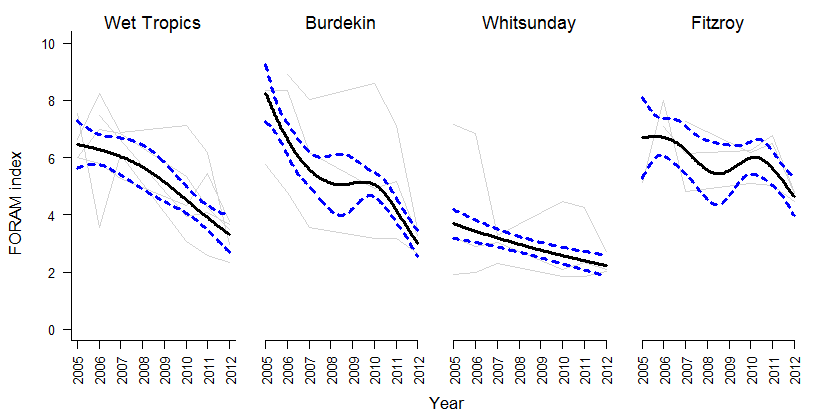 Wet Tropics Burdekin Whitsunday Fitzroy
10
8
6
4
2
0
FORAM index
2005 2006 2007 2008 2009 2010 2011 2012 2005 2006 2007 2008 2009 2010 2011 2012 2005 2006 2007 2008 2009 2010 2011 2012 2005 2006 2007 2008 2009 2010 2011 2012
Year